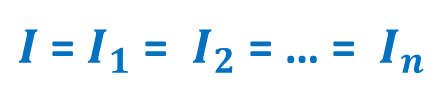 I = I₁ = I₂ = ... = Iₙ